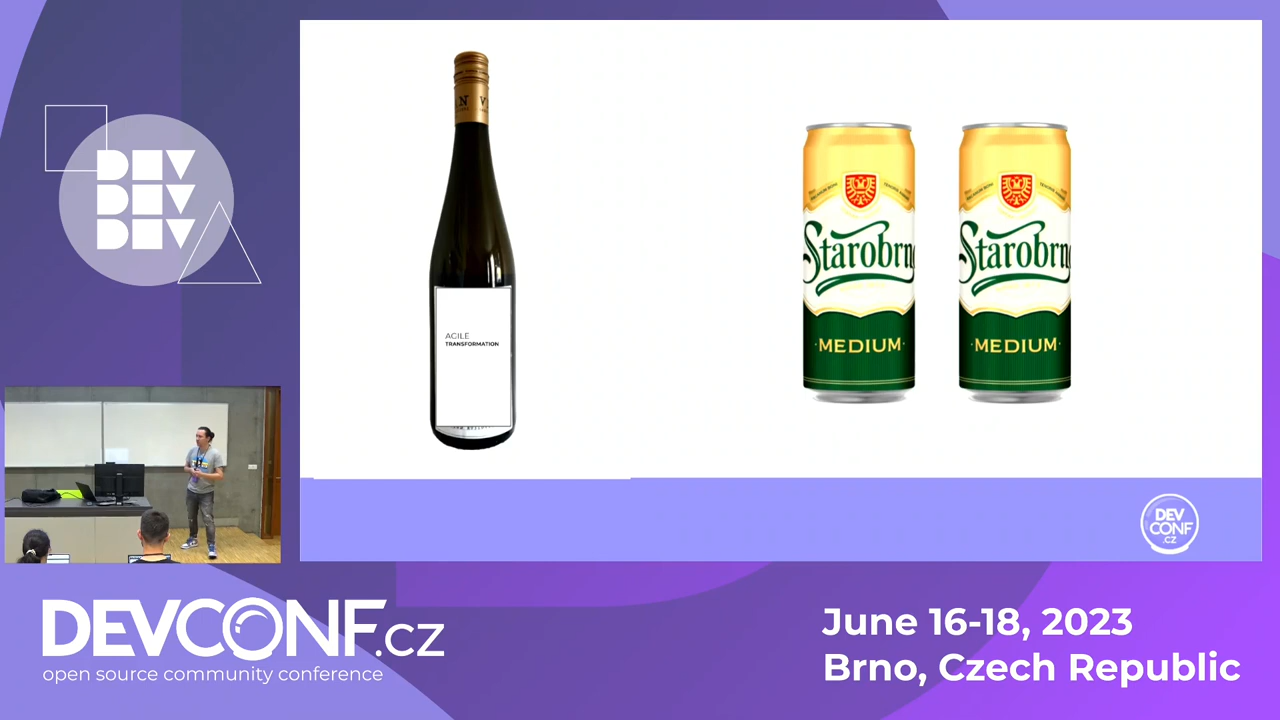 DEV
DEV
DEV
AGILE
TRANSFORMATION
Starobrno
MEDIUM
Starobrno
MEDIUM
DEV
CONF
.CZ
DEVCONF.CZ
open source community conference
June 16-18, 2023
Brno, Czech Republic